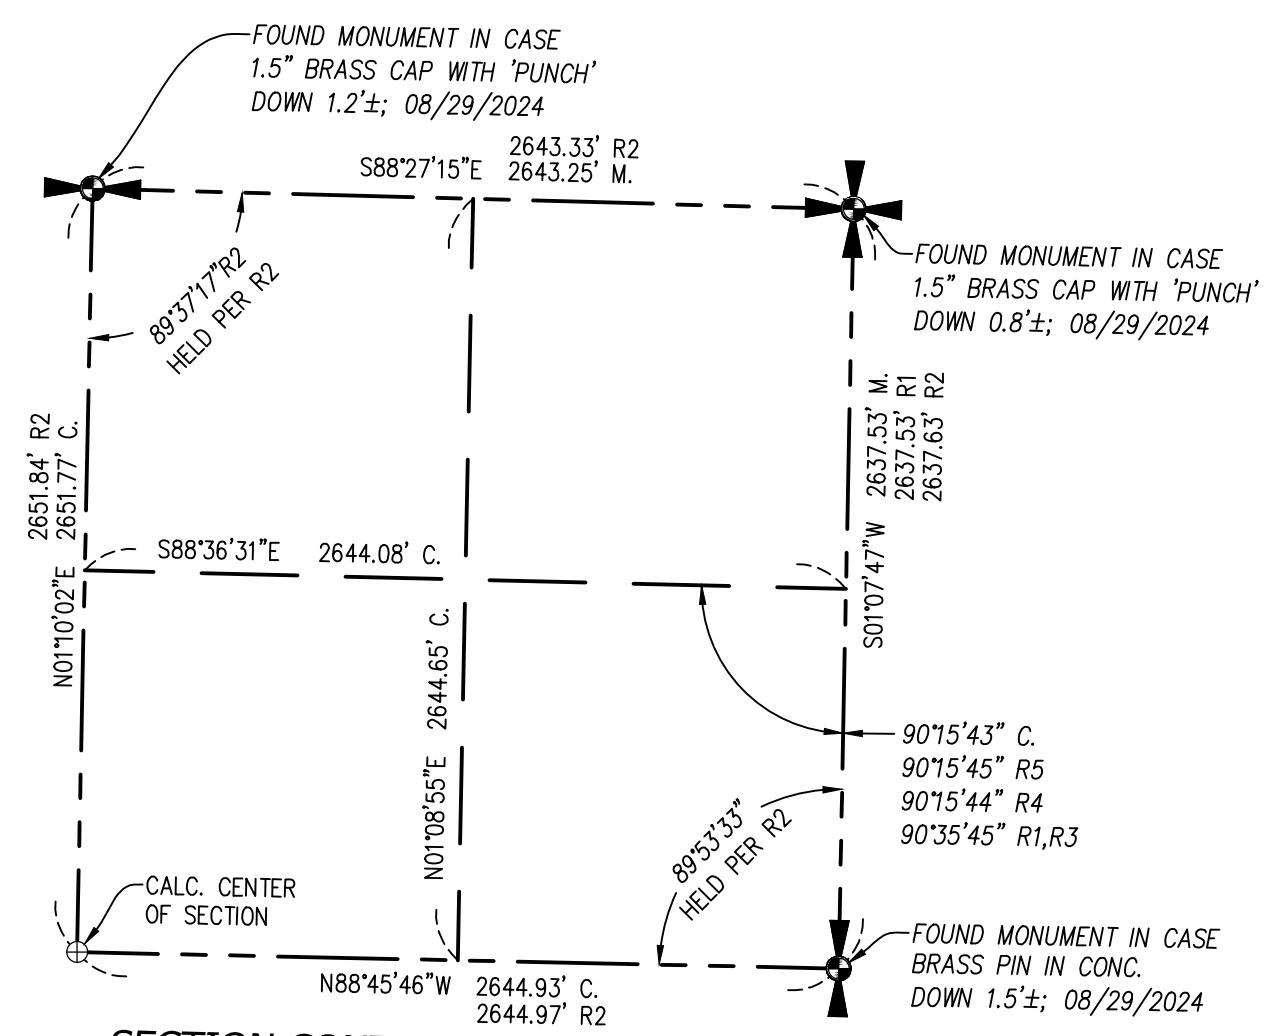 FOUND MONUMENT IN CASE
1.5" BRASS CAP WITH 'PUNCH'
DOWN 1.2'±; 08/29/2024
2643.33' R2
S88°27'15"E 2643.25' M.
FOUND MONUMENT IN CASE
1.5" BRASS CAP WITH 'PUNCH'
DOWN 0.8'±; 08/29/2024
89°37'17"R2
HELD PER R2
2651.84' R2
2651.77' C.
N01°10'02"E
S88°36'31"E 2644.08' C.
2637.53' M.
2637.53' R1
2637.63' R2
S01°07'47"W
N01°08'55"E 2644.65' C.
90°15'43" C.
90°15'45" R5
90°15'44" R4
90°35'45" R1,R3
89°53'33"
HELD PER R2
CALC. CENTER
OF SECTION
FOUND MONUMENT IN CASE
BRASS PIN IN CONC.
DOWN 1.5'±; 08/29/2024
N88°45'46"W 2644.93' C.
2644.97' R2